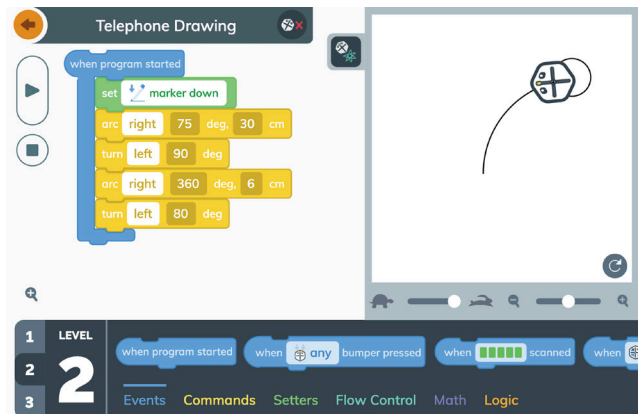 Telephone Drawing
when program started
set marker down
arc right 75 deg, 30 cm
turn left 90 deg
arc right 360 deg, 6 cm
turn left 80 deg
1
2
3
LEVEL
2
when program started
when any bumper pressed
when scanned
when
Events Commands Setters Flow Control Math Logic